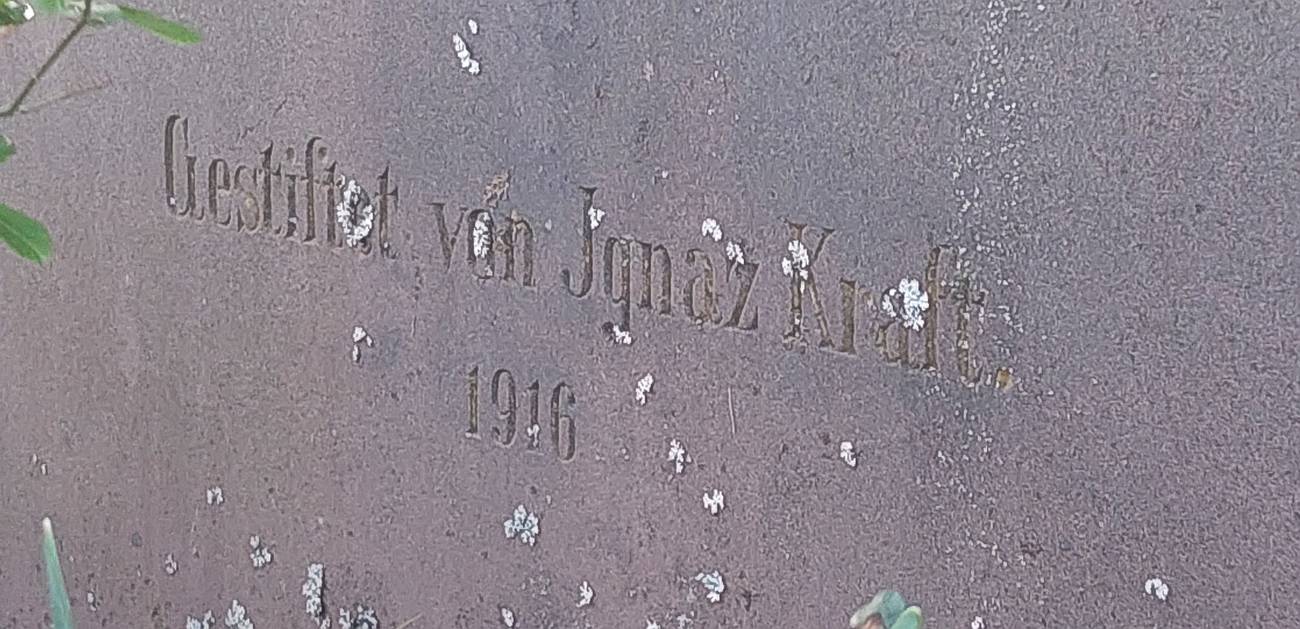 Gestiftet von Jgnaz Kraft.
1916